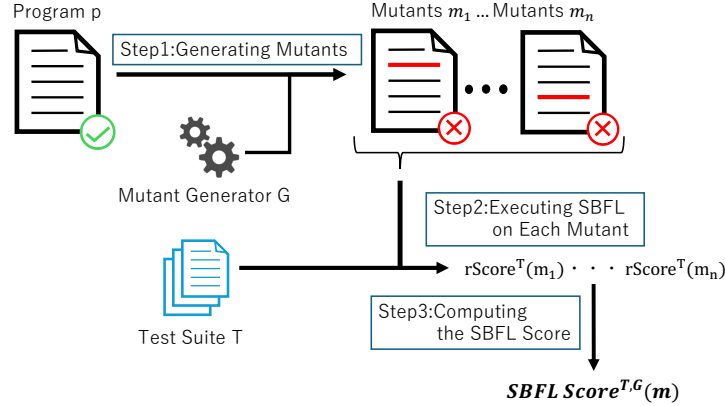 Program p
Mutants m₁ ... Mutants mₙ
Step1:Generating Mutants
Mutant Generator G
Step2:Executing SBFL
on Each Mutant
rScoreᵀ(m₁) · · · rScoreᵀ(mₙ)
Test Suite T
Step3:Computing
the SBFL Score
SBFL Scoreᵀ,ᴳ(m)